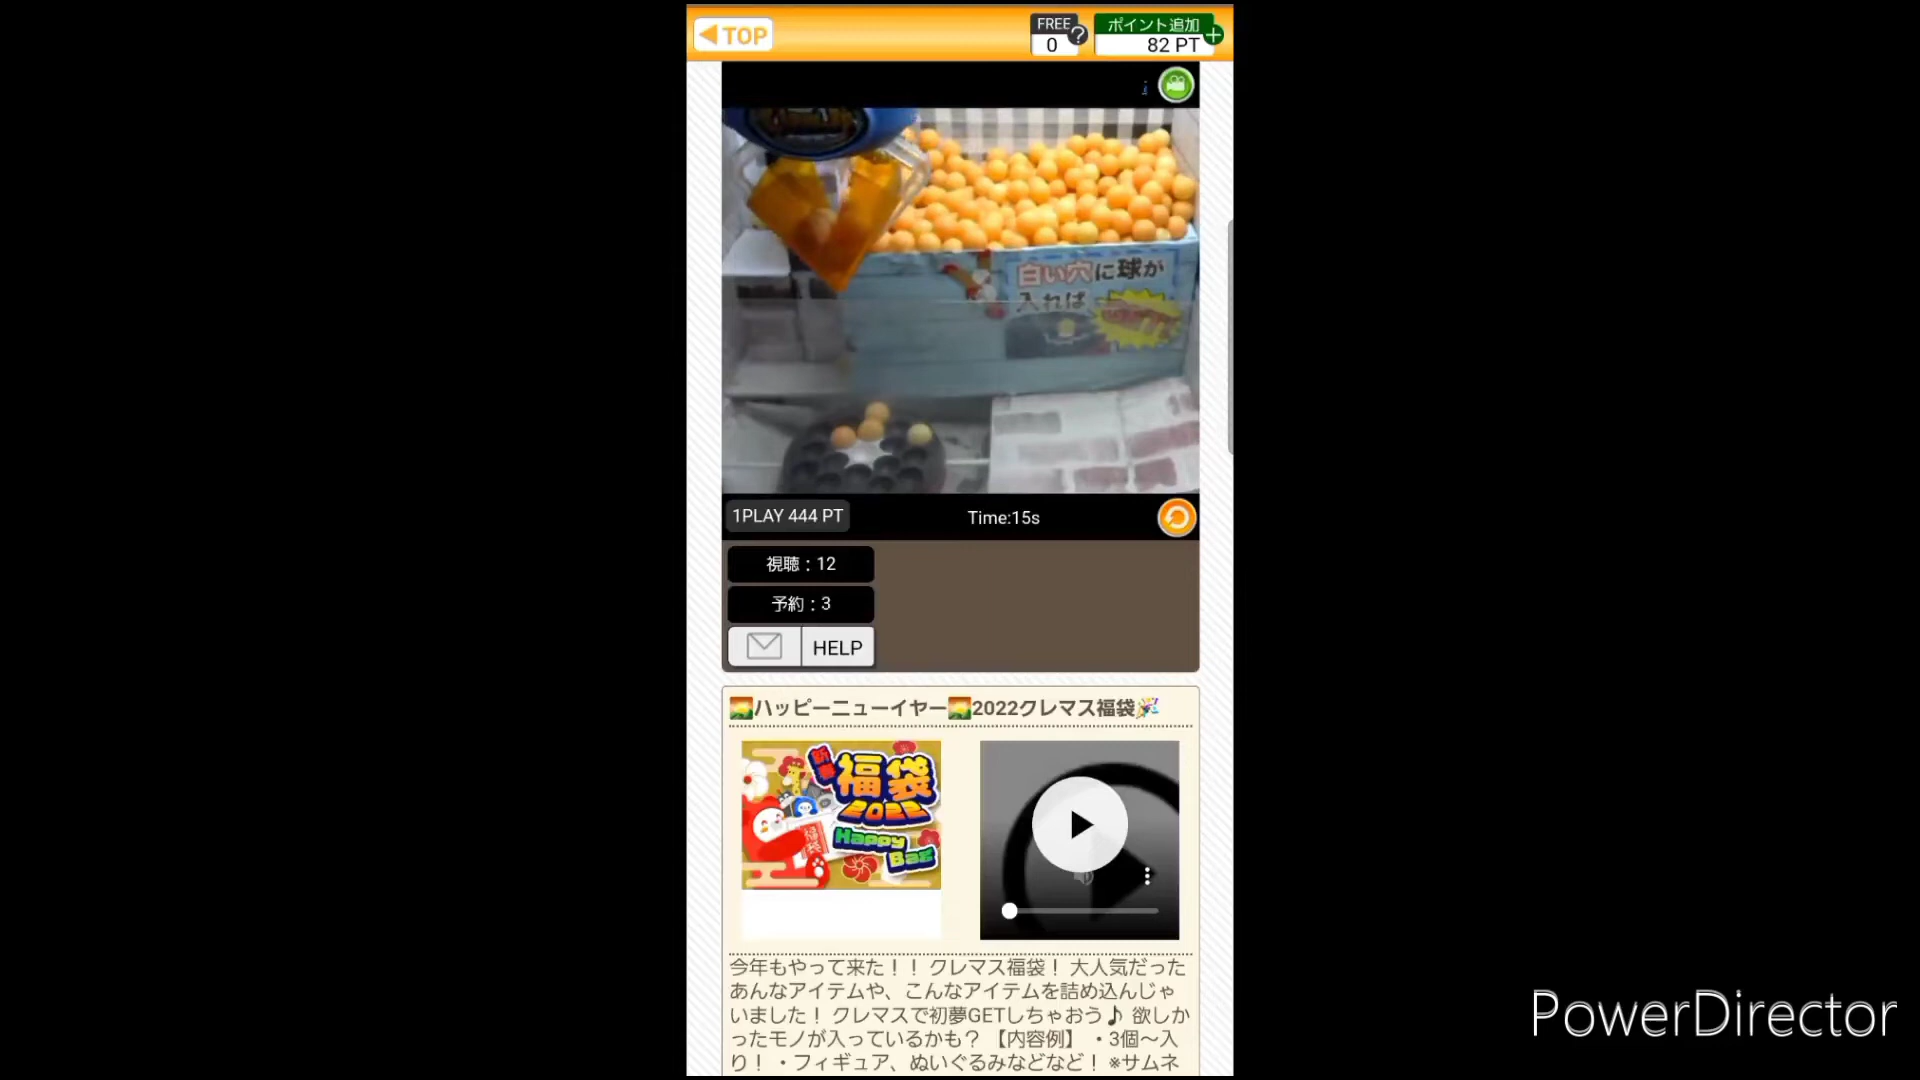 TOP
FREE
0
?
ポイント追加
82 PT
白い穴に球が
入れば
1PLAY 444 PT
Time:15s
視聴：12
予約：3
HELP
🌅ハッピーニューイヤー🌅2022クレマス福袋🎉
新春
福袋
2022
Happy
Bag
今年もやって来た！！ クレマス福袋！ 大人気だった
あんなアイテムや、こんなアイテムを詰め込んじゃ
いました！ クレマスで初夢GETしちゃおう♪ 欲しか
ったモノが入っているかも？ 【内容例】 ・3個～入
り！ ・フィギュア、ぬいぐるみなどなど！ ※サムネ
PowerDirector